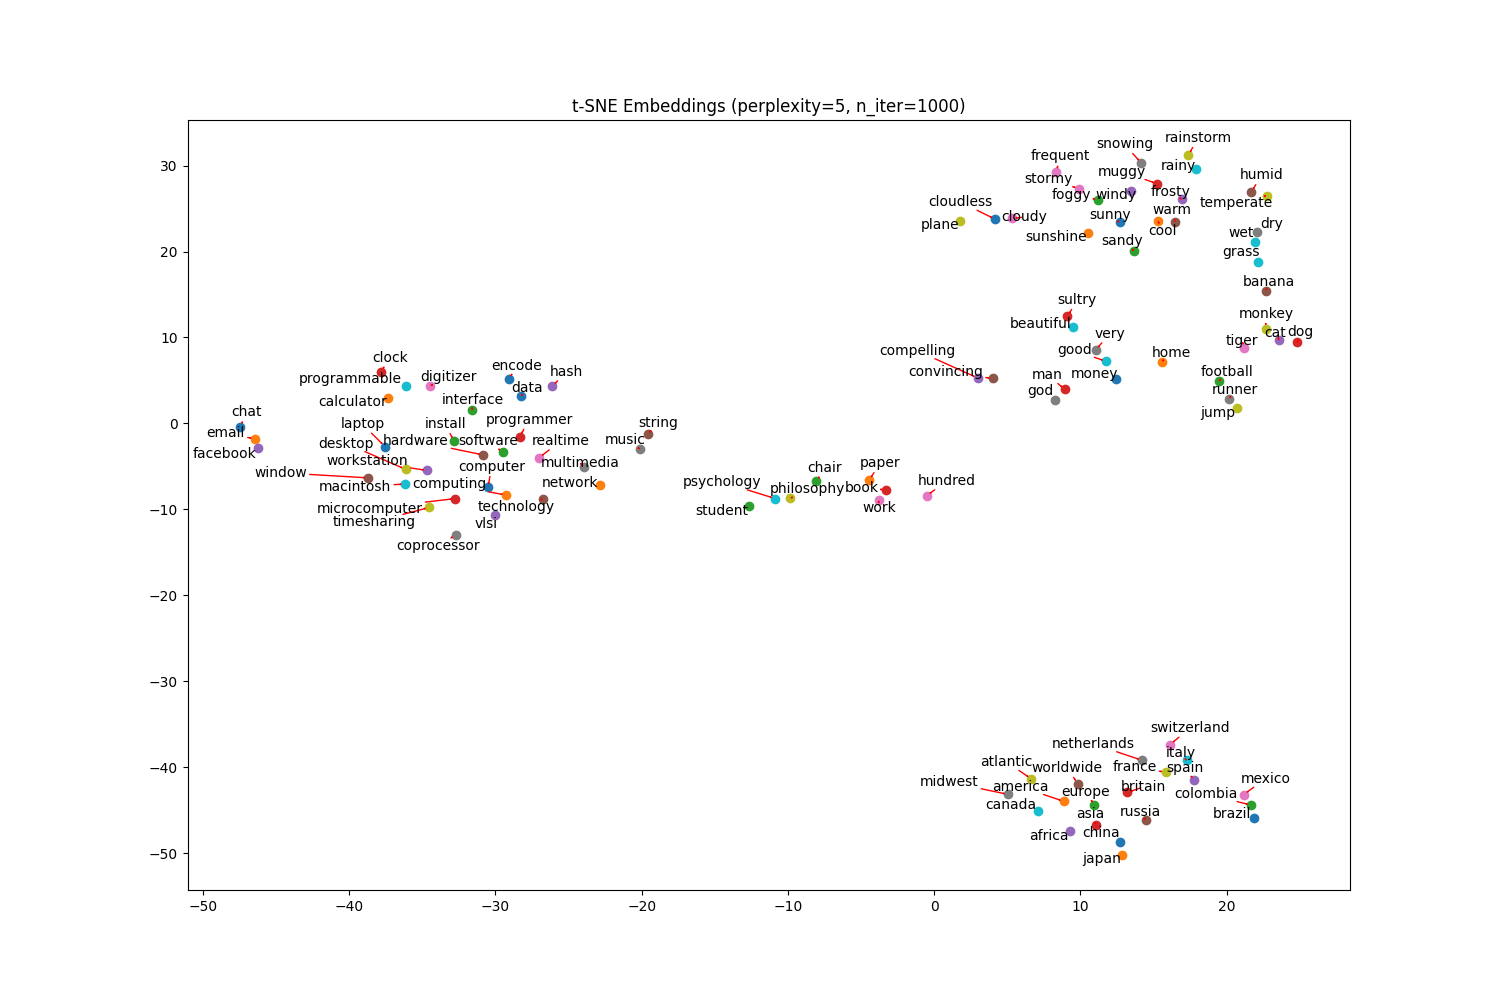 t-SNE Embeddings (perplexity=5, n_iter=1000)
30
20
10
0
−10
−20
−30
−40
−50
rainstorm
snowing
frequent
muggy
rainy
humid
stormy
foggy
windy
frosty
temperate
cloudless
cloudy
sunny
warm
plane
sunshine
cool
dry
wet
sandy
grass
banana
sultry
monkey
beautiful
very
tiger
cat
dog
compelling
good
home
convincing
man
money
football
god
runner
jump
clock
encode
programmable
digitizer
data
hash
calculator
interface
chat
laptop
install
programmer
string
email
desktop
hardware
software
realtime
music
facebook
workstation
computer
multimedia
window
macintosh
computing
network
microcomputer
technology
timesharing
vlsi
coprocessor
chair
paper
psychology
philosophy
book
hundred
student
work
switzerland
netherlands
italy
atlantic
worldwide
france
spain
midwest
america
europe
britain
colombia
mexico
canada
asia
russia
brazil
africa
china
japan
−50
−40
−30
−20
−10
0
10
20